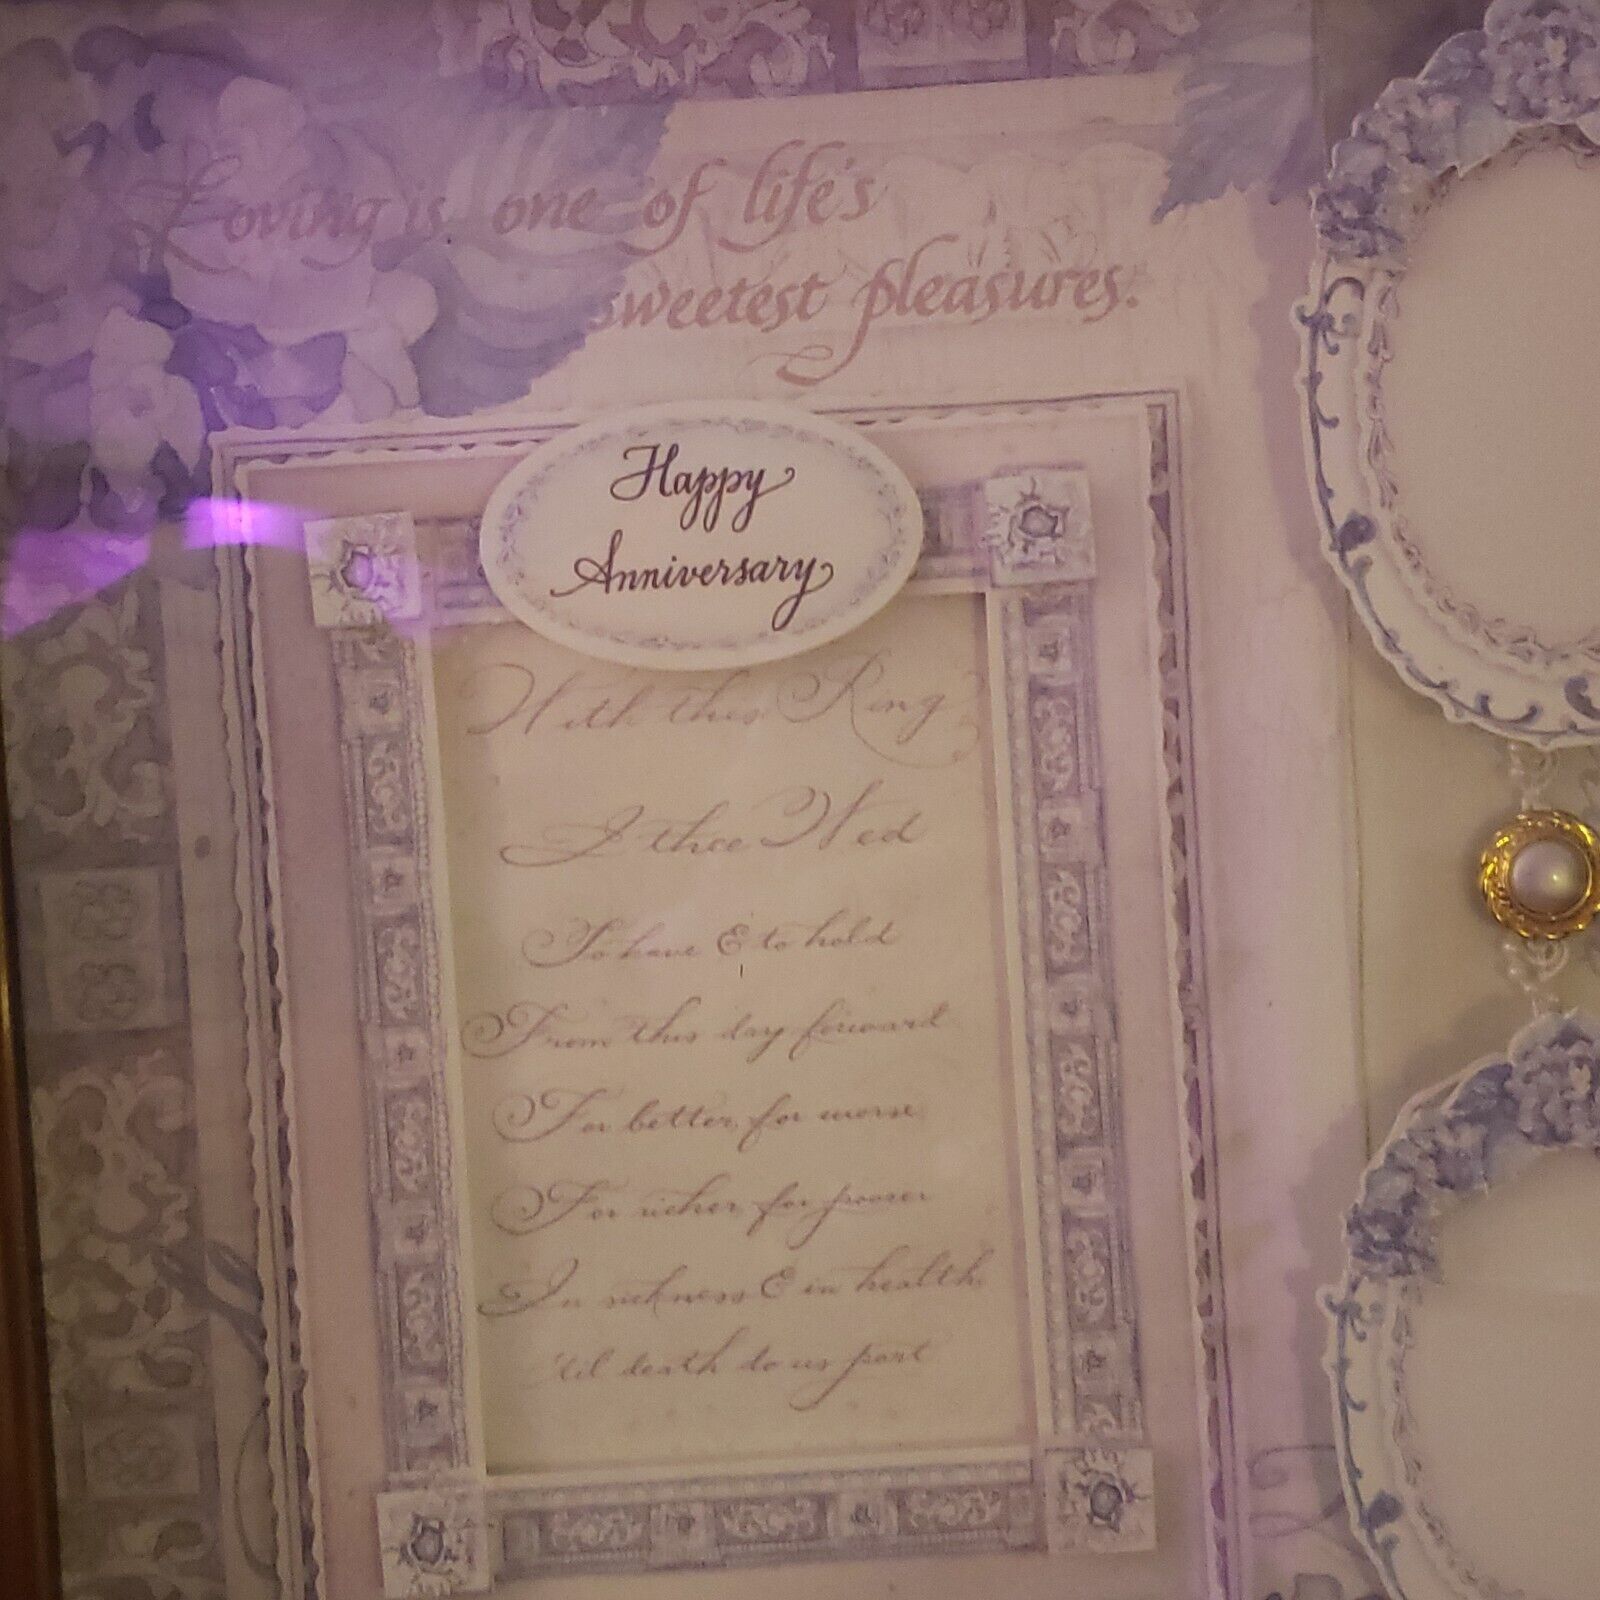 Loving is one of life's
sweetest pleasures.
Happy
Anniversary
With this Ring
I thee Wed
To have & to hold
From this day forward
For better, for worse
For richer, for poorer
In sickness & in health
'til death do us part